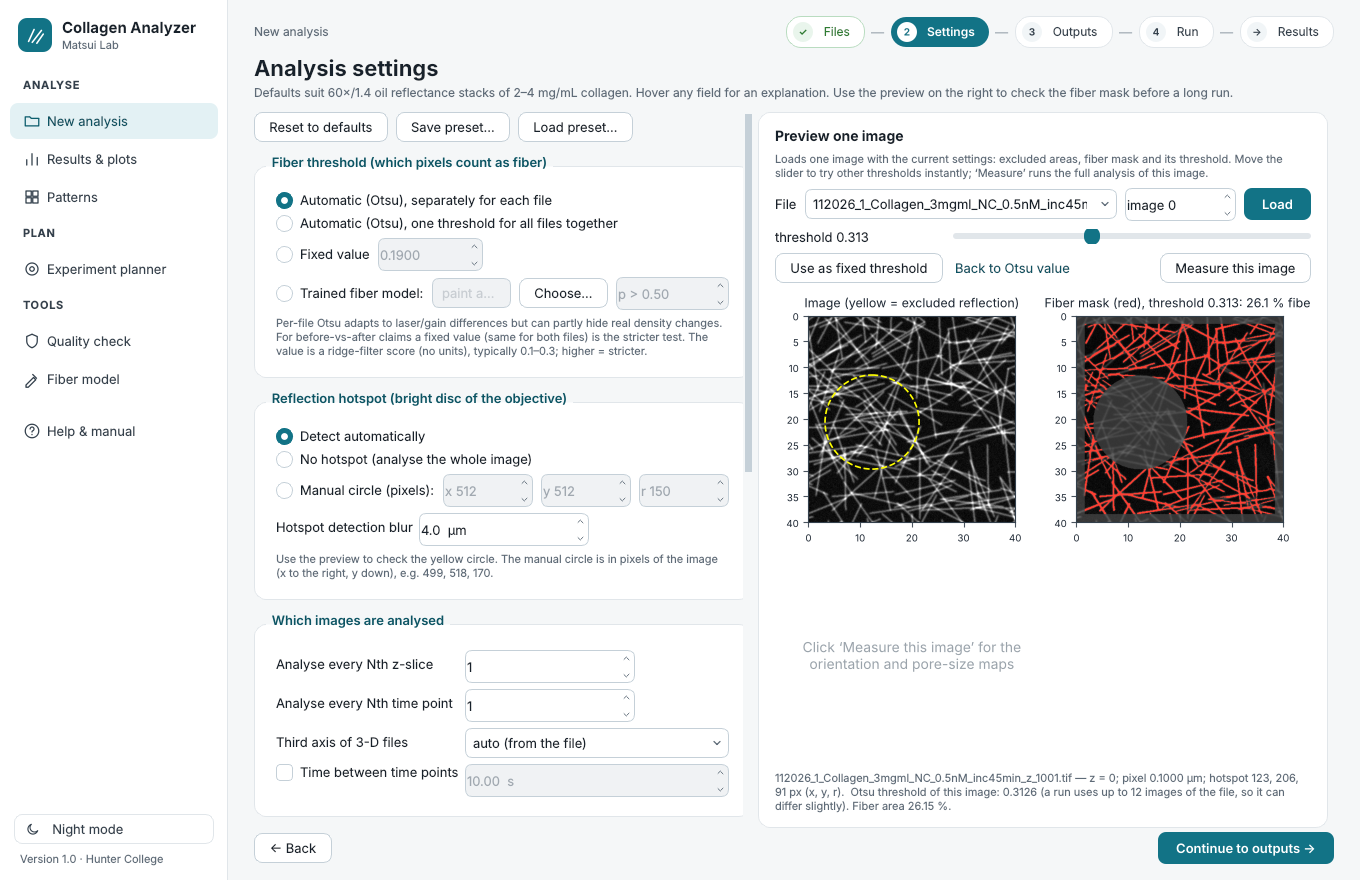 Collagen Analyzer
Matsui Lab
ANALYSE
New analysis
Results & plots
Patterns
PLAN
Experiment planner
TOOLS
Quality check
Fiber model
Help & manual
Night mode
Version 1.0 · Hunter College
New analysis
Files
2 Settings
3 Outputs
4 Run
Results
Analysis settings
Defaults suit 60×/1.4 oil reflectance stacks of 2–4 mg/mL collagen. Hover any field for an explanation. Use the preview on the right to check the fiber mask before a long run.
Reset to defaults
Save preset...
Load preset...
Fiber threshold (which pixels count as fiber)
Automatic (Otsu), separately for each file
Automatic (Otsu), one threshold for all files together
Fixed value 0.1900
Trained fiber model: paint a... Choose... p > 0.50
Per-file Otsu adapts to laser/gain differences but can partly hide real density changes.
For before-vs-after claims a fixed value (same for both files) is the stricter test. The
value is a ridge-filter score (no units), typically 0.1–0.3; higher = stricter.
Reflection hotspot (bright disc of the objective)
Detect automatically
No hotspot (analyse the whole image)
Manual circle (pixels): x 512 y 512 r 150
Hotspot detection blur 4.0 µm
Use the preview to check the yellow circle. The manual circle is in pixels of the image
(x to the right, y down), e.g. 499, 518, 170.
Which images are analysed
Analyse every Nth z-slice 1
Analyse every Nth time point 1
Third axis of 3-D files auto (from the file)
Time between time points 10.00 s
← Back
Preview one image
Loads one image with the current settings: excluded areas, fiber mask and its threshold. Move the
slider to try other thresholds instantly; ‘Measure’ runs the full analysis of this image.
File 112026_1_Collagen_3mgml_NC_0.5nM_inc45r image 0 Load
threshold 0.313
Use as fixed threshold
Back to Otsu value
Measure this image
Image (yellow = excluded reflection)
0
5
10
15
20
25
30
35
40
0 10 20 30 40
Fiber mask (red), threshold 0.313: 26.1 % fibe
0
5
10
15
20
25
30
35
40
0 10 20 30 40
Click ‘Measure this image’ for the
orientation and pore-size maps
112026_1_Collagen_3mgml_NC_0.5nM_inc45min_z_1001.tif — z = 0; pixel 0.1000 µm; hotspot 123, 206,
91 px (x, y, r). Otsu threshold of this image: 0.3126 (a run uses up to 12 images of the file, so it can
differ slightly). Fiber area 26.15 %.
Continue to outputs →